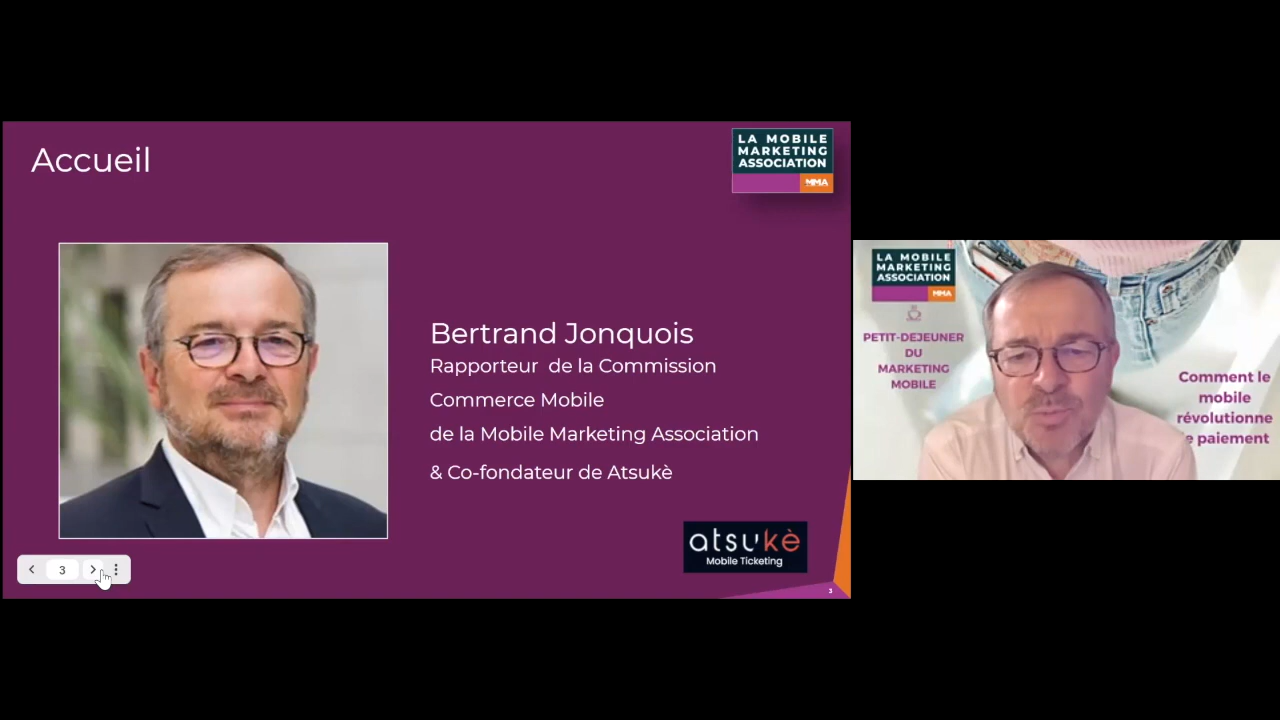 Accueil
LA MOBILE
MARKETING
ASSOCIATION
MMA
Bertrand Jonquois
Rapporteur de la Commission
Commerce Mobile
de la Mobile Marketing Association
& Co-fondateur de Atsukè
atsukè
Mobile Ticketing
3
3
LA MOBILE
MARKETING
ASSOCIATION
MMA
PETIT-DEJEUNER
DU
MARKETING
MOBILE
Comment le
mobile
révolutionne
e paiement